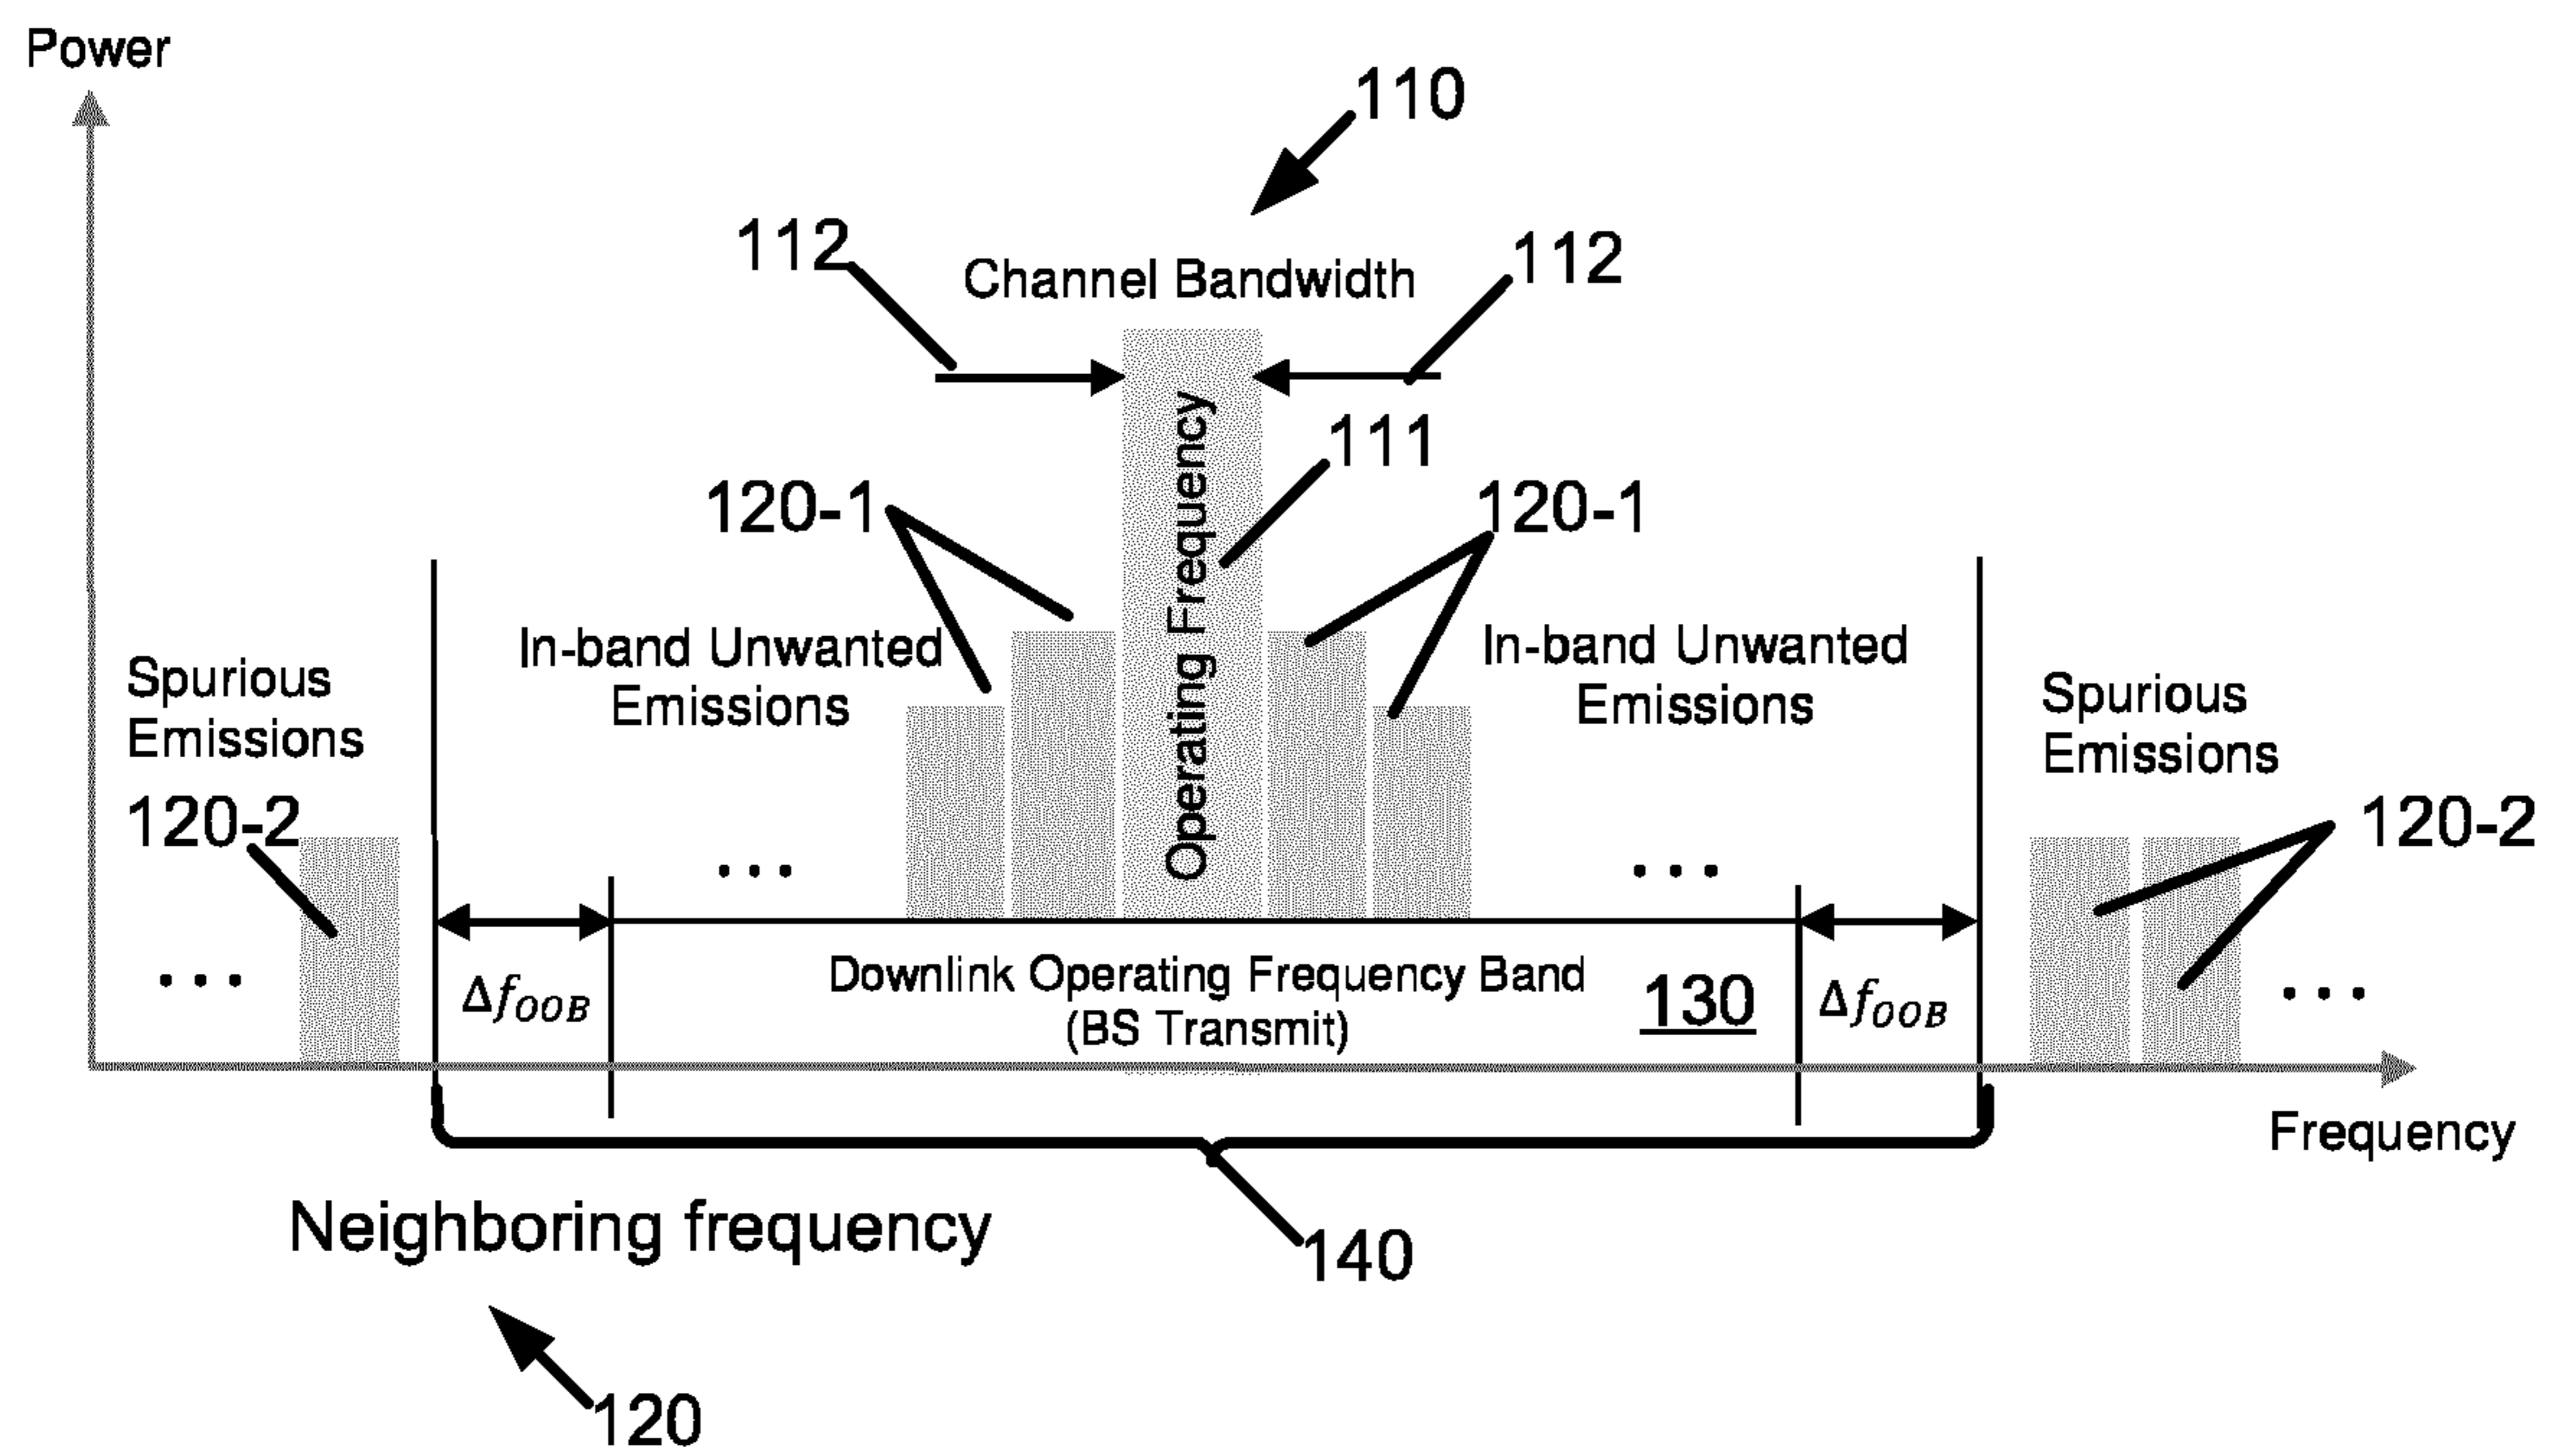 Power
110
112
Channel Bandwidth
112
Operating Frequency
111
120-1
120-1
In-band Unwanted
Emissions
In-band Unwanted
Emissions
Spurious
Emissions
Spurious
Emissions
120-2
120-2
...
...
...
...
Δf_OOB
Downlink Operating Frequency Band
(BS Transmit)
130
Δf_OOB
Frequency
Neighboring frequency
140
120